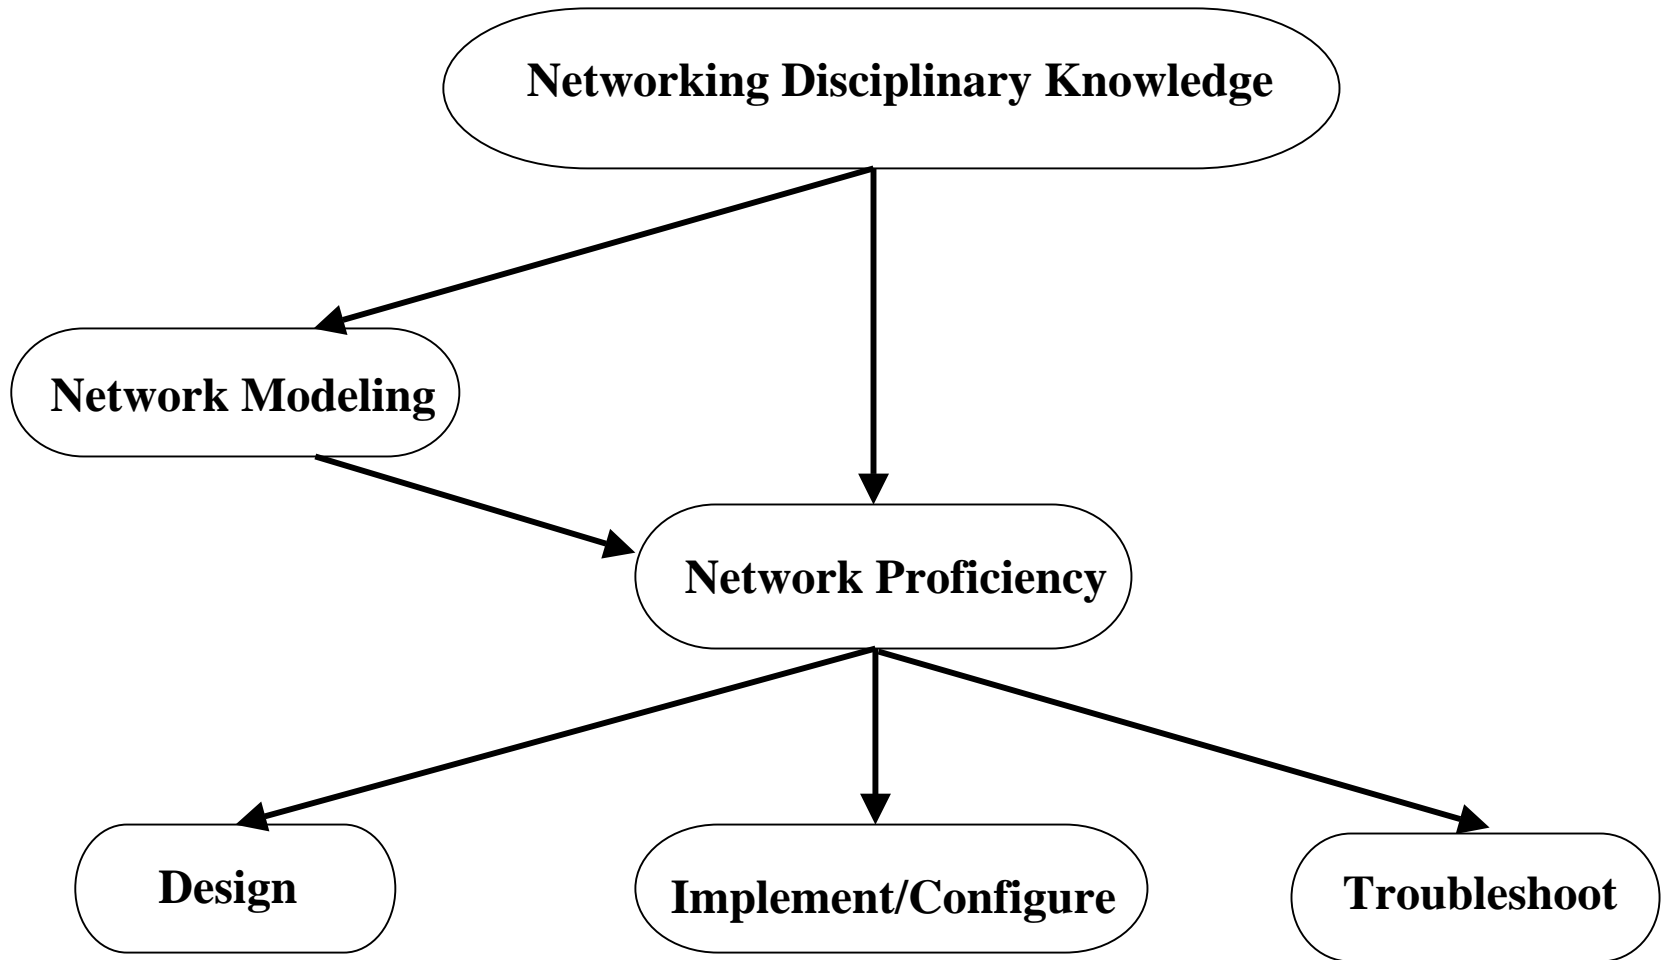 Networking Disciplinary Knowledge
Network Modeling
Network Proficiency
Design
Implement/Configure
Troubleshoot